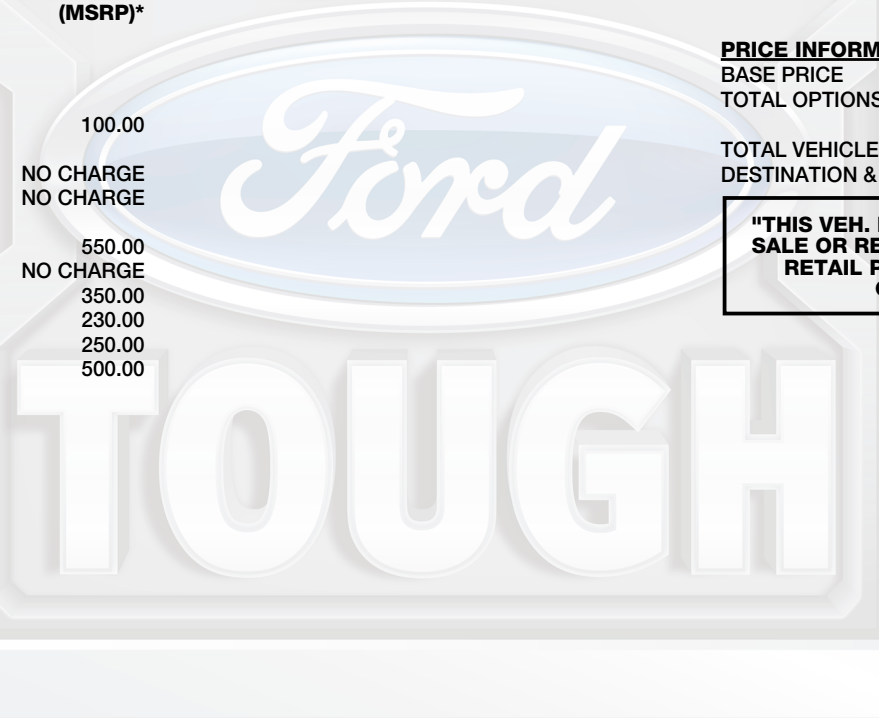 (MSRP)*
100.00
NO CHARGE
NO CHARGE
550.00
NO CHARGE
350.00
230.00
250.00
500.00
PRICE INFORM
BASE PRICE
TOTAL OPTIONS
TOTAL VEHICLE
DESTINATION &
"THIS VEH.
SALE OR RE
RETAIL P
Ford
TOUGH